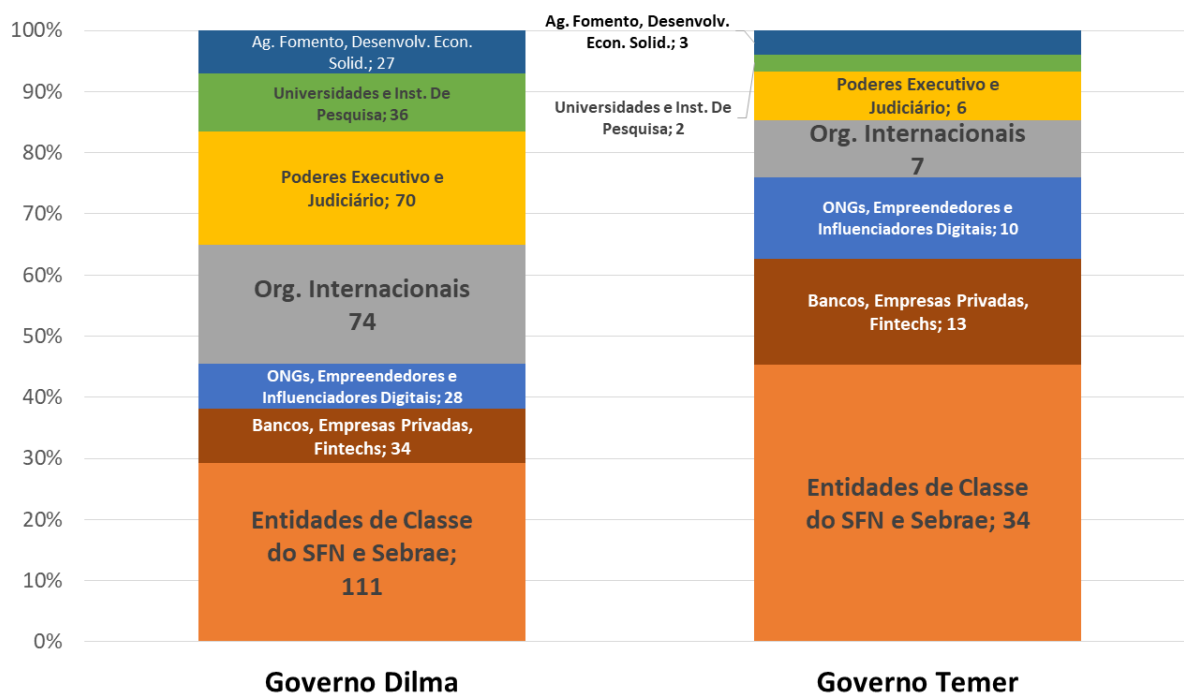 100%
90%
80%
70%
60%
50%
40%
30%
20%
10%
0%
Ag. Fomento, Desenvolv. Econ.
Solid.; 27
Universidades e Inst. De
Pesquisa; 36
Poderes Executivo e
Judiciário; 70
Org. Internacionais
74
ONGs, Empreendedores e
Influenciadores Digitais; 28
Bancos, Empresas Privadas,
Fintechs; 34
Entidades de Classe
do SFN e Sebrae;
111
Governo Dilma
Ag. Fomento, Desenvolv.
Econ. Solid.; 3
Universidades e Inst. De
Pesquisa; 2
Poderes Executivo e
Judiciário; 6
Org. Internacionais
7
ONGs, Empreendedores e
Influenciadores Digitais; 10
Bancos, Empresas Privadas,
Fintechs; 13
Entidades de Classe
do SFN e Sebrae; 34
Governo Temer